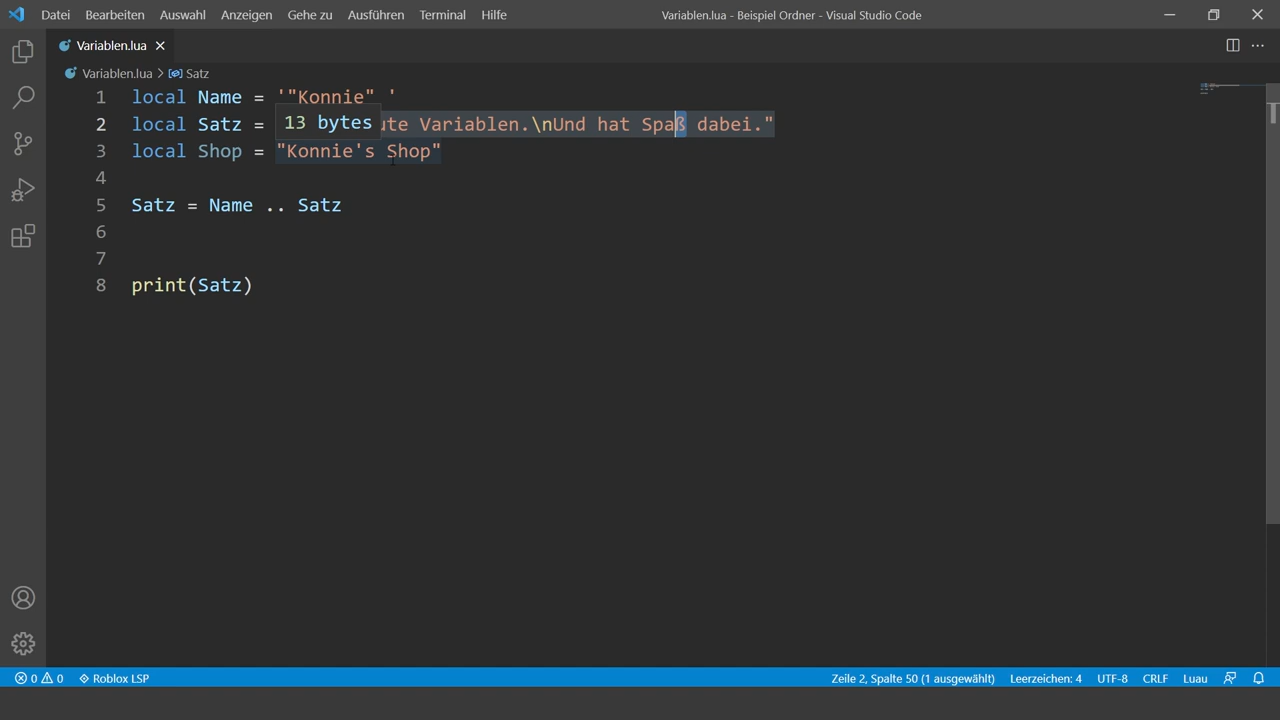 Datei Bearbeiten Auswahl Anzeigen Gehe zu Ausführen Terminal Hilfe Variablen.lua - Beispiel Ordner - Visual Studio Code
Variablen.lua
Variablen.lua > Satz
1 local Name = '"Konnie" '
2 local Satz = 13 bytes ute Variablen.\nUnd hat Spaß dabei."
3 local Shop = "Konnie's Shop"
4
5 Satz = Name .. Satz
6
7
8 print(Satz)
0 0 Roblox LSP Zeile 2, Spalte 50 (1 ausgewählt) Leerzeichen: 4 UTF-8 CRLF Luau